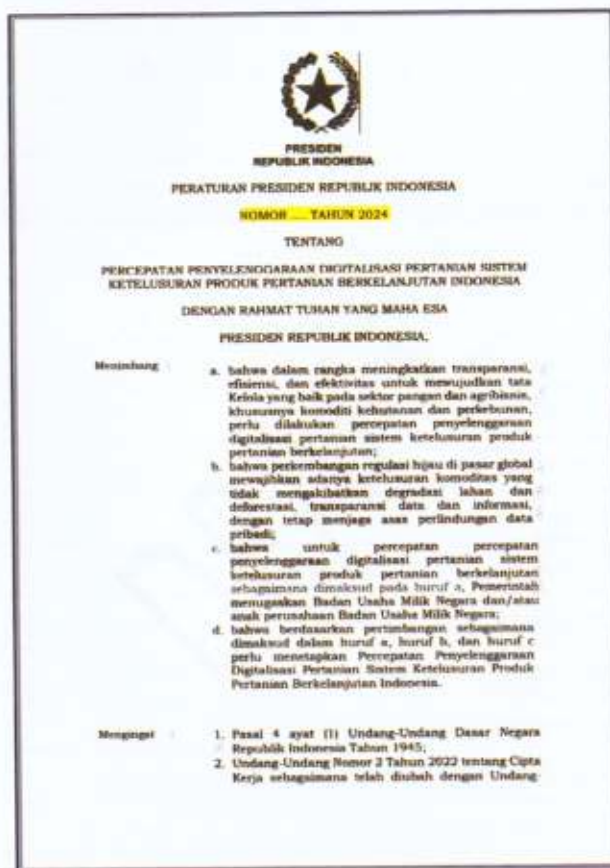 PRESIDEN
REPUBLIK INDONESIA
PERATURAN PRESIDEN REPUBLIK INDONESIA
NOMOR .... TAHUN 2024
TENTANG
PERCEPATAN PENYELENGGARAAN DIGITALISASI PERTANIAN SISTEM
KETELUSURAN PRODUK PERTANIAN BERKELANJUTAN INDONESIA
DENGAN RAHMAT TUHAN YANG MAHA ESA
PRESIDEN REPUBLIK INDONESIA,
Menimbang : a. bahwa dalam rangka meningkatkan transparansi,
efisiensi, dan efektivitas untuk mewujudkan tata
Kelola yang baik pada sektor pangan dan agribisnis,
khususnya komoditi kehutanan dan perkebunan,
perlu dilakukan percepatan penyelenggaraan
digitalisasi pertanian sistem ketelusuran produk
pertanian berkelanjutan;
b. bahwa perkembangan regulasi hijau di pasar global
mewajibkan adanya ketelusuran komoditas yang
tidak mengakibatkan degradasi lahan dan
deforestasi, transparansi data dan informasi,
dengan tetap menjaga asas perlindungan data
pribadi;
c. bahwa untuk percepatan percepatan
penyelenggaraan digitalisasi pertanian sistem
ketelusuran produk pertanian berkelanjutan
sebagaimana dimaksud pada huruf a, Pemerintah
menugaskan Badan Usaha Milik Negara dan/atau
anak perusahaan Badan Usaha Milik Negara;
d. bahwa berdasarkan pertimbangan sebagaimana
dimaksud dalam huruf a, huruf b, dan huruf c
perlu menetapkan Percepatan Penyelenggaraan
Digitalisasi Pertanian Sistem Ketelusuran Produk
Pertanian Berkelanjutan Indonesia.
Mengingat : 1. Pasal 4 ayat (1) Undang-Undang Dasar Negara
Republik Indonesia Tahun 1945;
2. Undang-Undang Nomor 2 Tahun 2022 tentang Cipta
Kerja sebagaimana telah diubah dengan Undang-